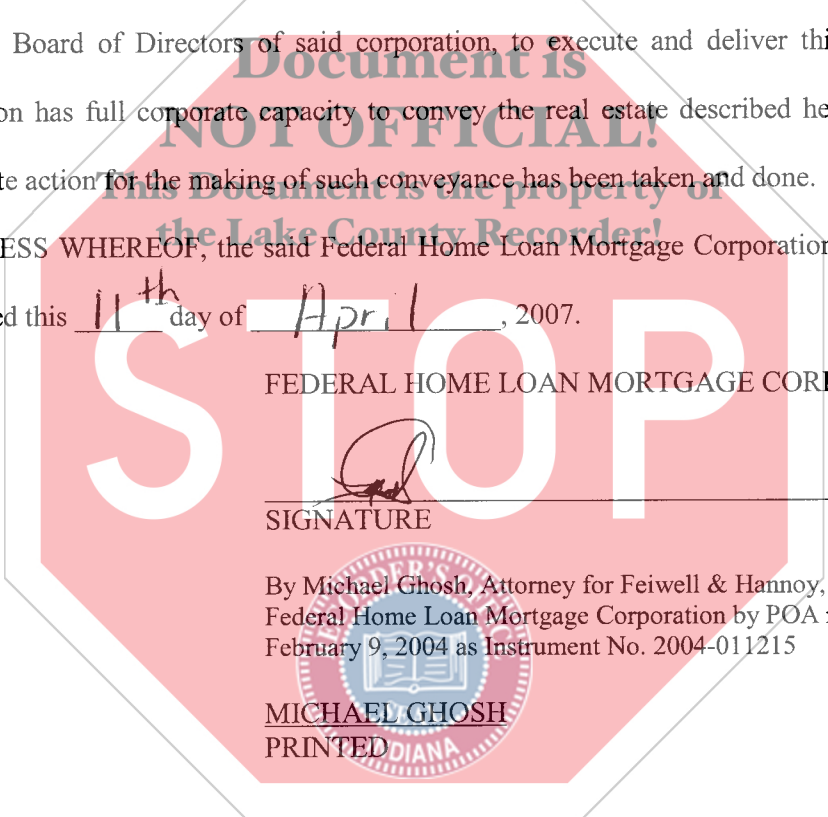 Board of Directors of said corporation, to execute and deliver thi
Document is
on has full corporate capacity to convey the real estate described he
NOT OFFICIAL!
te action for the making of such conveyance has been taken and done.
This Document is the property of
the Lake County Recorder!
ESS WHEREOF, the said Federal Home Loan Mortgage Corporation
ed this 11th day of April, 2007.
STOP
FEDERAL HOME LOAN MORTGAGE COR
SIGNATURE
By Michael Ghosh, Attorney for Feiwell & Hannoy,
Federal Home Loan Mortgage Corporation by POA
February 9, 2004 as Instrument No. 2004-011215
RECORDER'S OFFICE
MICHAEL GHOSH
PRINTED
INDIANA